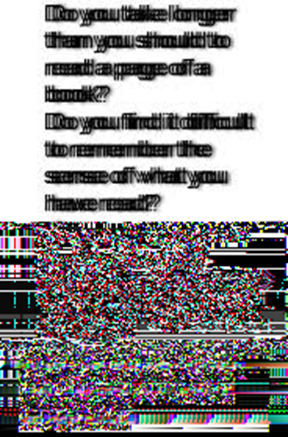 Do you take longer
than you should to
read a page of a
book?
Do you find it difficult
to remember the
sense of what you
have read?